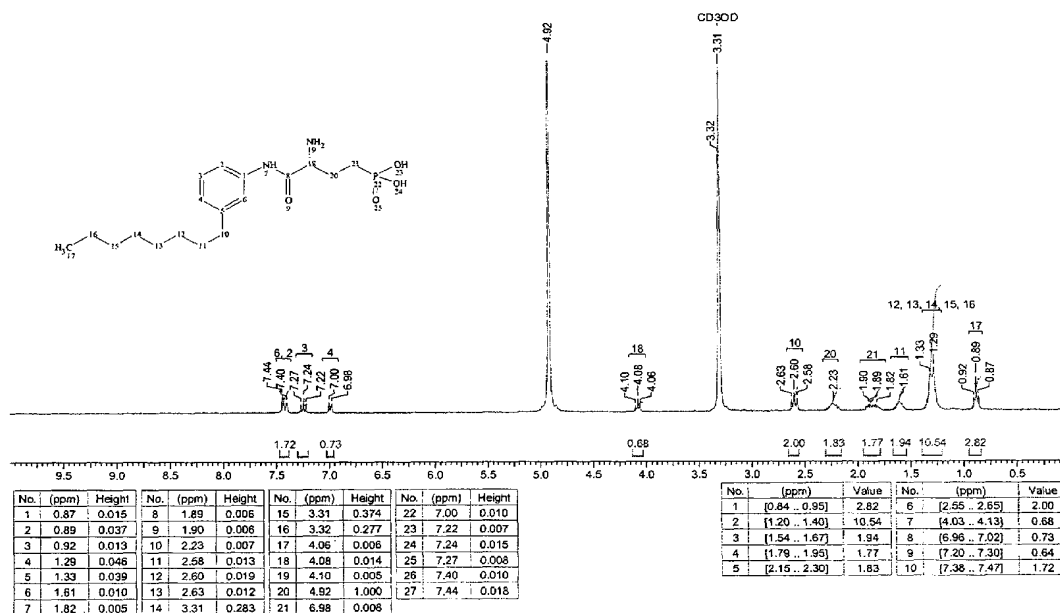 CD3OD
4.92
3.31
3.32
12, 13, 14, 15, 16
17
6 2 3 4 18 10 20 21 11
7.44 7.40 7.27 7.24 7.22 7.00 6.98 4.10 4.08 4.06 2.63 2.60 2.58 2.23 1.90 1.89 1.82 1.61 1.33 1.29 0.92 0.89 0.87
NH2
19
3 2 1 NH 7 8 18 20 21 P 22 OH 23
OH 24
4 5 6 O 9 O 25
H3C 17 16 15 14 13 12 11 10
1.72 0.73 0.68 2.00 1.83 1.77 1.94 10.54 2.82
9.5 9.0 8.5 8.0 7.5 7.0 6.5 6.0 5.5 5.0 4.5 4.0 3.5 3.0 2.5 2.0 1.5 1.0 0.5
No. (ppm) Height No. (ppm) Height No. (ppm) Height No. (ppm) Height
1 0.87 0.015 8 1.89 0.006 15 3.31 0.374 22 7.00 0.010
2 0.89 0.037 9 1.90 0.006 16 3.32 0.277 23 7.22 0.007
3 0.92 0.013 10 2.23 0.007 17 4.06 0.006 24 7.24 0.015
4 1.29 0.046 11 2.58 0.013 18 4.08 0.014 25 7.27 0.008
5 1.33 0.039 12 2.60 0.019 19 4.10 0.005 26 7.40 0.010
6 1.61 0.010 13 2.63 0.012 20 4.92 1.000 27 7.44 0.018
7 1.82 0.005 14 3.31 0.283 21 6.98 0.006
No. (ppm) Value No. (ppm) Value
1 [0.84 .. 0.95] 2.82 6 [2.55 .. 2.65] 2.00
2 [1.20 .. 1.40] 10.54 7 [4.03 .. 4.13] 0.68
3 [1.54 .. 1.67] 1.94 8 [6.96 .. 7.02] 0.73
4 [1.79 .. 1.95] 1.77 9 [7.20 .. 7.30] 0.64
5 [2.15 .. 2.30] 1.83 10 [7.38 .. 7.47] 1.72